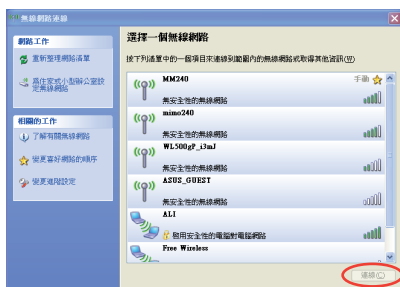 無線網路連線
網路工作
重新整理網路清單
為住家或小型辦公室設
定無線網路
相關的工作
了解有關無線網路
變更喜好網路的順序
變更進階設定
選擇一個無線網路
按下列清單中的一個項目來連線到範圍內的無線網路或取得其他資訊(W)
MM240
手動
無安全性的無線網路
mimo240
無安全性的無線網路
WL500gP_i3mJ
無安全性的無線網路
ASUS_GUEST
無安全性的無線網路
ALI
啟用安全性的電腦對電腦網路
Free Wireless
連線(C)